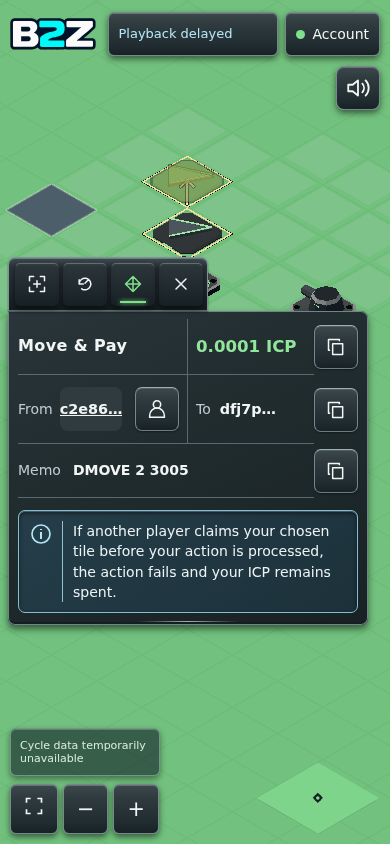 B2Z
Playback delayed
Account
Move & Pay
0.0001 ICP
From c2e86...
To dfj7p...
Memo DMOVE 2 3005
If another player claims your chosen
tile before your action is processed,
the action fails and your ICP remains
spent.
Cycle data temporarily
unavailable